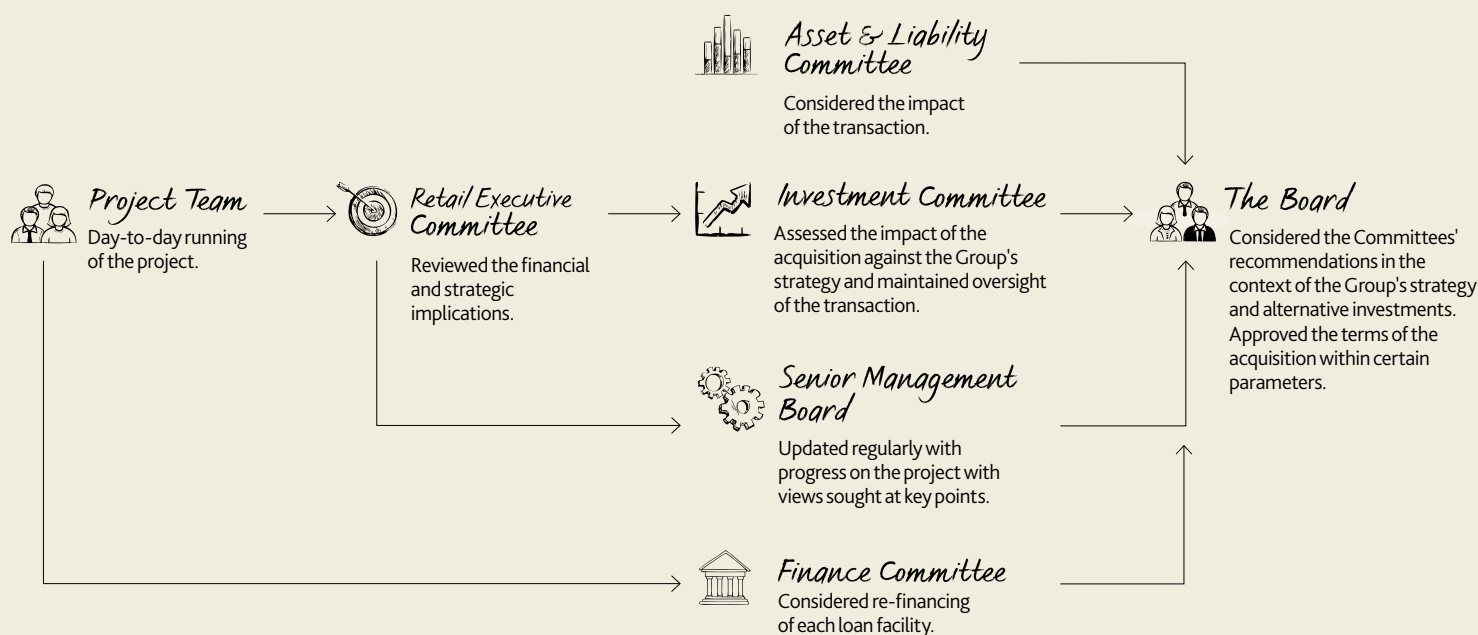 Asset & Liability
Committee
Considered the impact
of the transaction.
Project Team
Day-to-day running
of the project.
Retail Executive
Committee
Reviewed the financial
and strategic
implications.
Investment Committee
Assessed the impact of the
acquisition against the Group's
strategy and maintained oversight
of the transaction.
The Board
Considered the Committees'
recommendations in the
context of the Group's strategy
and alternative investments.
Approved the terms of the
acquisition within certain
parameters.
Senior Management
Board
Updated regularly with
progress on the project with
views sought at key points.
Finance Committee
Considered re-financing
of each loan facility.